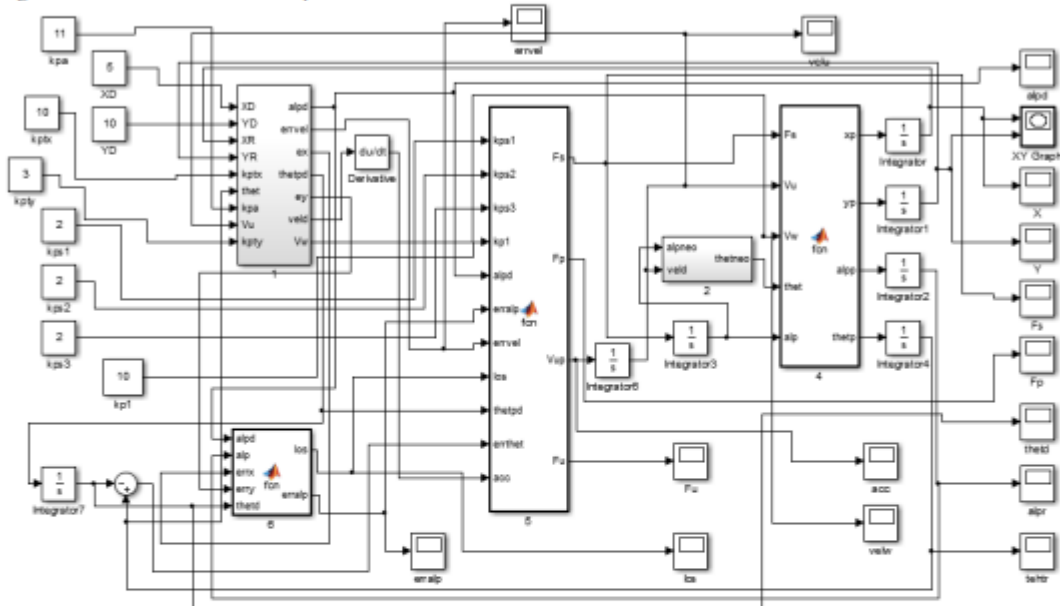 11
kpa
5
XD
10
YD
10
kptx
3
kpty
2
kps1
2
kps2
2
kps3
10
kp1
XD
YD
XR
YR
kptx
thet
kpa
Vu
kpty
alpd
errvel
ex
thetpd
ey
veld
Vw
1
du/dt
Derivative
errvel
velu
kps1
kps2
kps3
kp1
alpd
erralp
errvel
los
thetpd
errthet
acc
fcn
Fs
Fp
Vup
Fu
5
1
s
Integrator6
alpneo
veld
thetneo
2
1
s
Integrator3
Fs
Vu
Vw
thet
alp
fcn
xp
yp
alpp
thetp
4
1
s
Integrator
1
s
Integrator1
1
s
Integrator2
1
s
Integrator4
alpd
XY Graph
X
Y
Fs
Fp
thetd
alpr
tehtr
1
s
Integrator7
alpd
alp
errx
erry
thetd
fcn
los
erralp
6
erralp
Fu
los
acc
velw